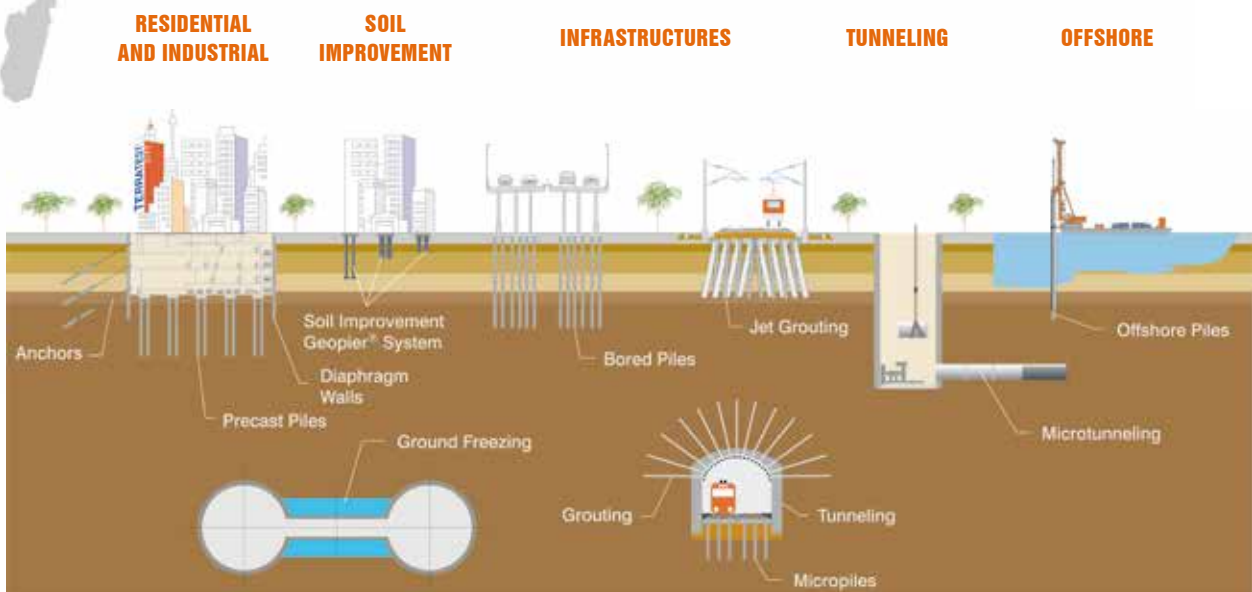 RESIDENTIAL
AND INDUSTRIAL
SOIL
IMPROVEMENT
INFRASTRUCTURES
TUNNELING
OFFSHORE
TERRATEST
Anchors
Soil Improvement
Geopier® System
Diaphragm
Walls
Precast Piles
Bored Piles
Jet Grouting
Offshore Piles
Microtunneling
Ground Freezing
Grouting
Tunneling
Micropiles